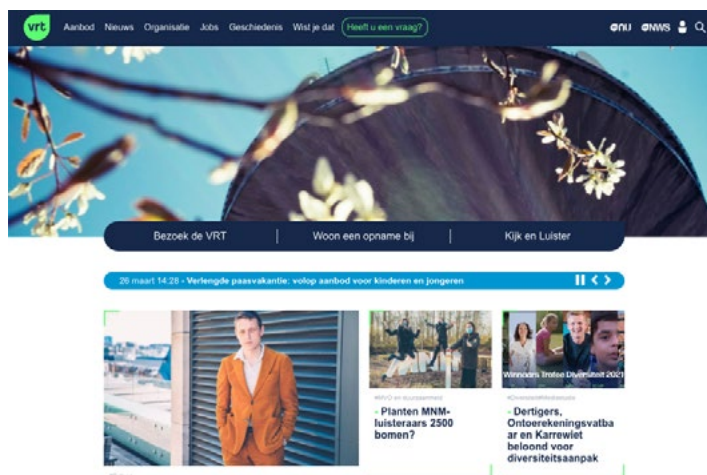 vrt Aanbod Nieuws Organisatie Jobs Geschiedenis Wist je dat Heeft u een vraag? NU NWS
Bezoek de VRT Woon een opname bij Kijk en Luister
26 maart 14:28 - Verlengde paasvakantie: volop aanbod voor kinderen en jongeren
Winnaars Trofee Diversiteit 2021
#MVO en duurzaamheid
- Planten MNM-
luisteraars 2500
bomen?
- Dertigers,
Ontoerekeningsvatba
ar en Karrewiet
beloond voor
diversiteitsaanpak